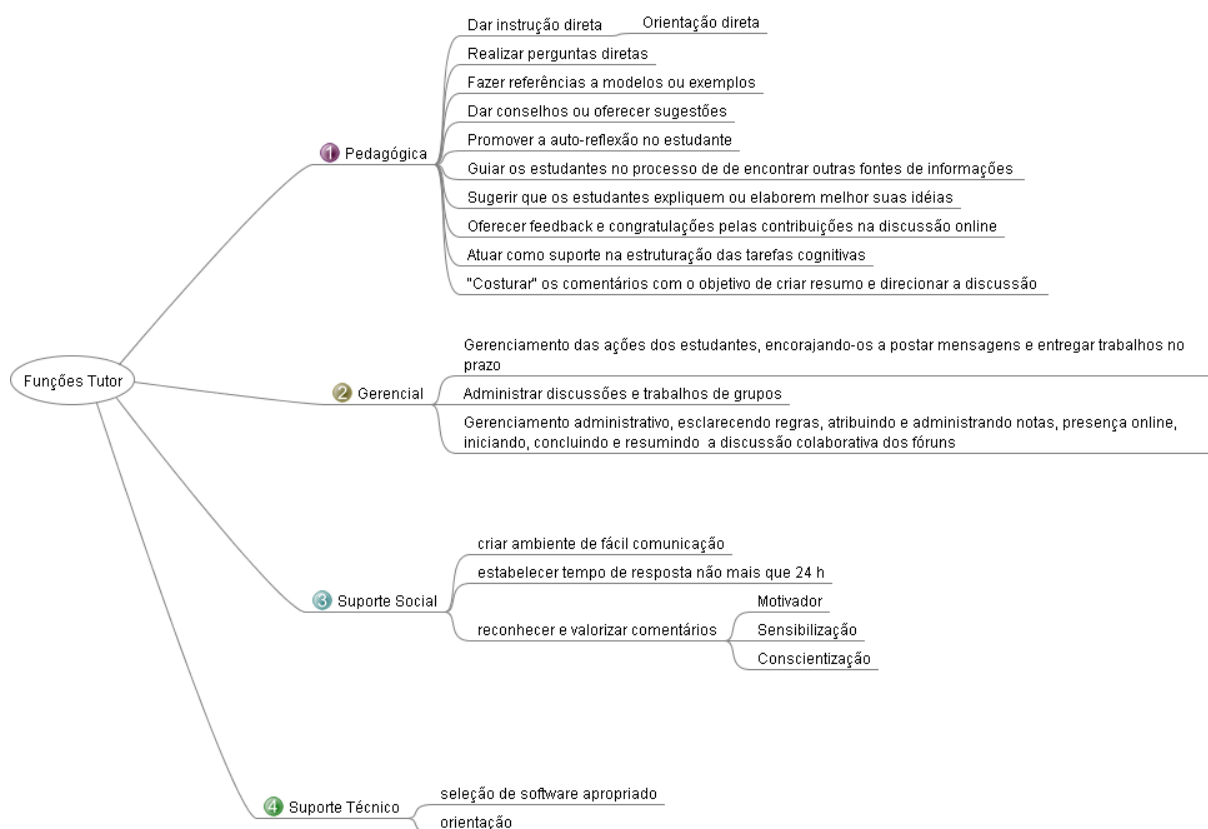 Funções Tutor
1 Pedagógica
Dar instrução direta
Orientação direta
Realizar perguntas diretas
Fazer referências a modelos ou exemplos
Dar conselhos ou oferecer sugestões
Promover a auto-reflexão no estudante
Guiar os estudantes no processo de de encontrar outras fontes de informações
Sugerir que os estudantes expliquem ou elaborem melhor suas idéias
Oferecer feedback e congratulações pelas contribuições na discussão online
Atuar como suporte na estruturação das tarefas cognitivas
"Costurar" os comentários com o objetivo de criar resumo e direcionar a discussão
2 Gerencial
Gerenciamento das ações dos estudantes, encorajando-os a postar mensagens e entregar trabalhos no
prazo
Administrar discussões e trabalhos de grupos
Gerenciamento administrativo, esclarecendo regras, atribuindo e administrando notas, presença online,
iniciando, concluindo e resumindo a discussão colaborativa dos fóruns
3 Suporte Social
criar ambiente de fácil comunicação
estabelecer tempo de resposta não mais que 24 h
reconhecer e valorizar comentários
Motivador
Sensibilização
Conscientização
4 Suporte Técnico
seleção de software apropriado
orientação